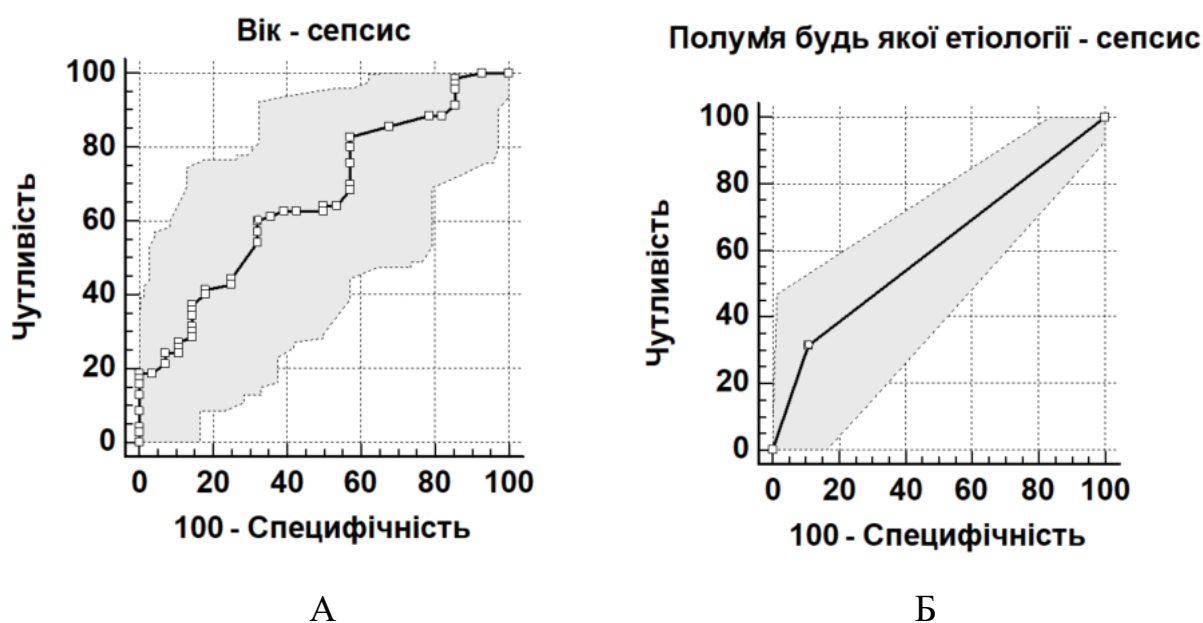 Вік - сепсис
100
80
60
40
20
0
0 20 40 60 80 100
Чутливість
100 - Специфічність
А
Полум'я будь якої етіології - сепсис
100
80
60
40
20
0
0 20 40 60 80 100
Чутливість
100 - Специфічність
Б